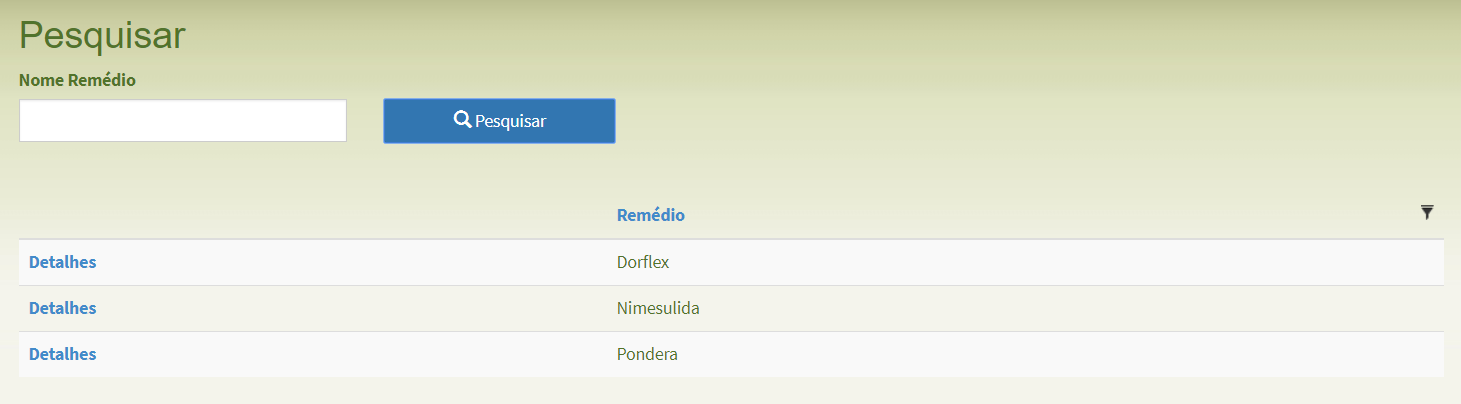 Pesquisar
Nome Remédio
Pesquisar
Remédio
Detalhes Dorflex
Detalhes Nimesulida
Detalhes Pondera